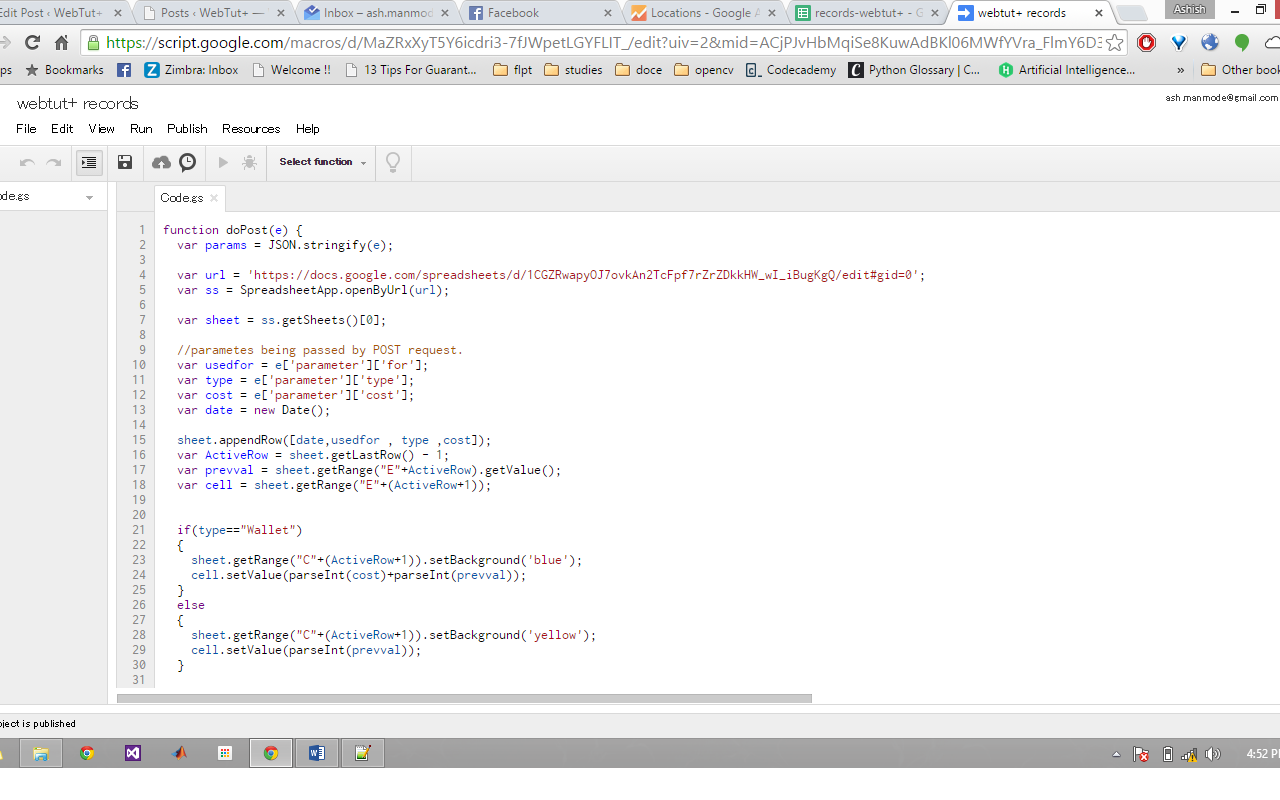 Edit Post ‹ WebTut+
Posts ‹ WebTut+ —
Inbox – ash.manmod
Facebook
Locations - Google A
records-webtut+ - G
webtut+ records
Ashish
https://script.google.com/macros/d/MaZRxXyT5Y6icdri3-7fJWpetLGYFLIT_/edit?uiv=2&mid=ACjPJvHbMqiSe8KuwAdBKl06MWfYVra_FlmY6D3
ps Bookmarks Zimbra: Inbox Welcome !! 13 Tips For Guarant... flpt studies doce opencv Codecademy Python Glossary | C... Artificial Intelligence... » Other book
webtut+ records
ash.manmode@gmail.com
File Edit View Run Publish Resources Help
Select function
ode.gs
Code.gs
1 function doPost(e) {
2 var params = JSON.stringify(e);
3
4 var url = 'https://docs.google.com/spreadsheets/d/1CGZRwapyOJ7ovkAn2TcFpf7rZrZDkkHW_wI_iBugKgQ/edit#gid=0';
5 var ss = SpreadsheetApp.openByUrl(url);
6
7 var sheet = ss.getSheets()[0];
8
9 //parametes being passed by POST request.
10 var usedfor = e['parameter']['for'];
11 var type = e['parameter']['type'];
12 var cost = e['parameter']['cost'];
13 var date = new Date();
14
15 sheet.appendRow([date,usedfor , type ,cost]);
16 var ActiveRow = sheet.getLastRow() - 1;
17 var prevval = sheet.getRange("E"+ActiveRow).getValue();
18 var cell = sheet.getRange("E"+(ActiveRow+1));
19
20
21 if(type=="Wallet")
22 {
23 sheet.getRange("C"+(ActiveRow+1)).setBackground('blue');
24 cell.setValue(parseInt(cost)+parseInt(prevval));
25 }
26 else
27 {
28 sheet.getRange("C"+(ActiveRow+1)).setBackground('yellow');
29 cell.setValue(parseInt(prevval));
30 }
31
oject is published
4:52 PM